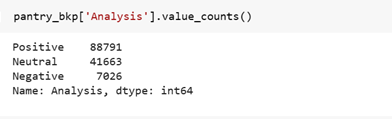 pantry_bkp['Analysis'].value_counts()
Positive    88791
Neutral     41663
Negative     7026
Name: Analysis, dtype: int64